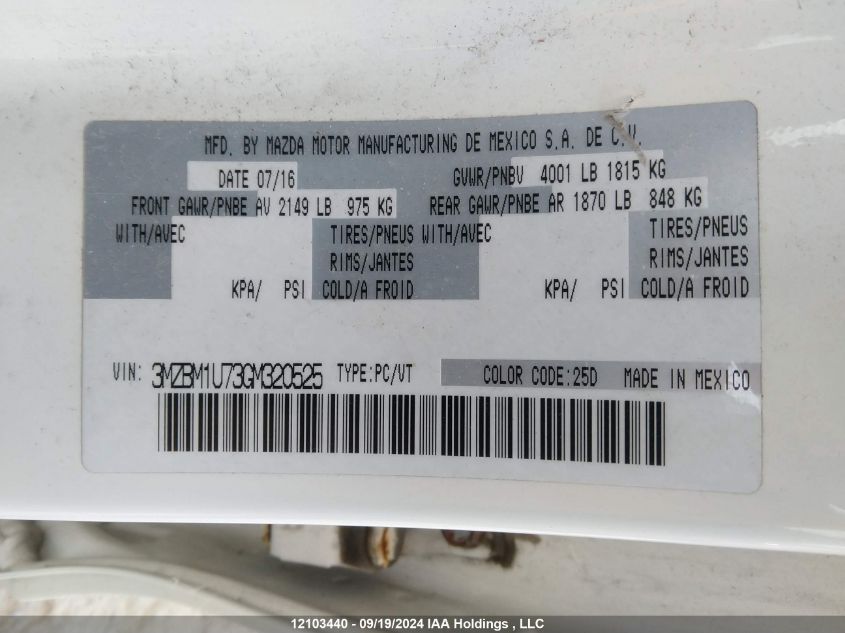 MFD. BY MAZDA MOTOR MANUFACTURING DE MEXICO S.A. DE C.V.
DATE 07/16 GVWR/PNBV 4001 LB 1815 KG
FRONT GAWR/PNBE AV 2149 LB 975 KG REAR GAWR/PNBE AR 1870 LB 848 KG
WITH/AVEC TIRES/PNEUS WITH/AVEC TIRES/PNEUS
RIMS/JANTES RIMS/JANTES
KPA/ PSI COLD/A FROID KPA/ PSI COLD/A FROID
VIN: 3MZBM1U73GM320525 TYPE:PC/VT COLOR CODE:25D MADE IN MEXICO
12103440 - 09/19/2024 IAA Holdings , LLC